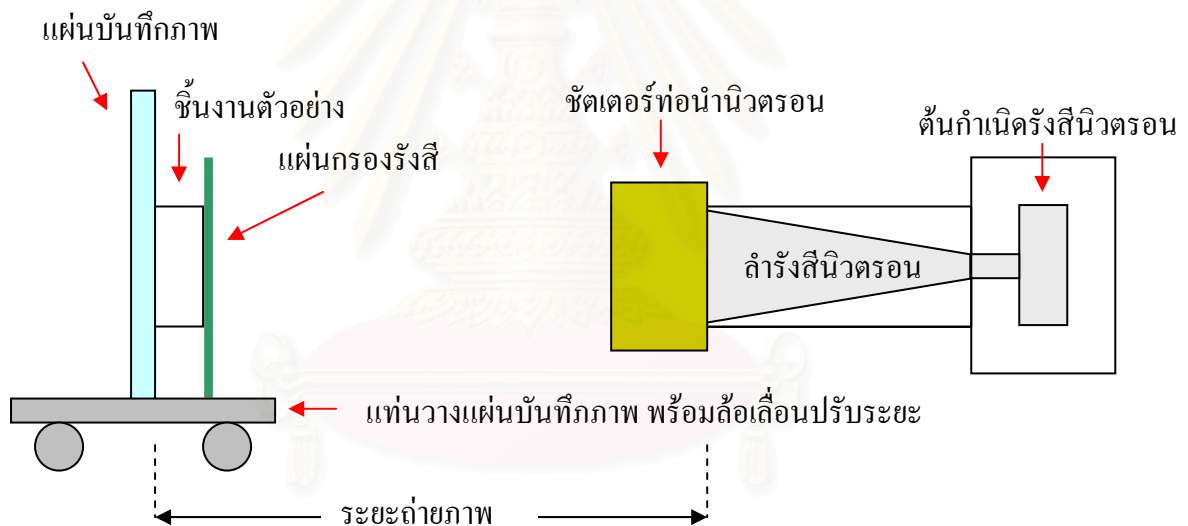 แผ่นบันทึกภาพ
ชิ้นงานตัวอย่าง
แผ่นกรองรังสี
ชัตเตอร์ท่อนำนิวตรอน
ต้นกำเนิดรังสีนิวตรอน
ลำรังสีนิวตรอน
แท่นวางแผ่นบันทึกภาพ พร้อมล้อเลื่อนปรับระยะ
ระยะถ่ายภาพ